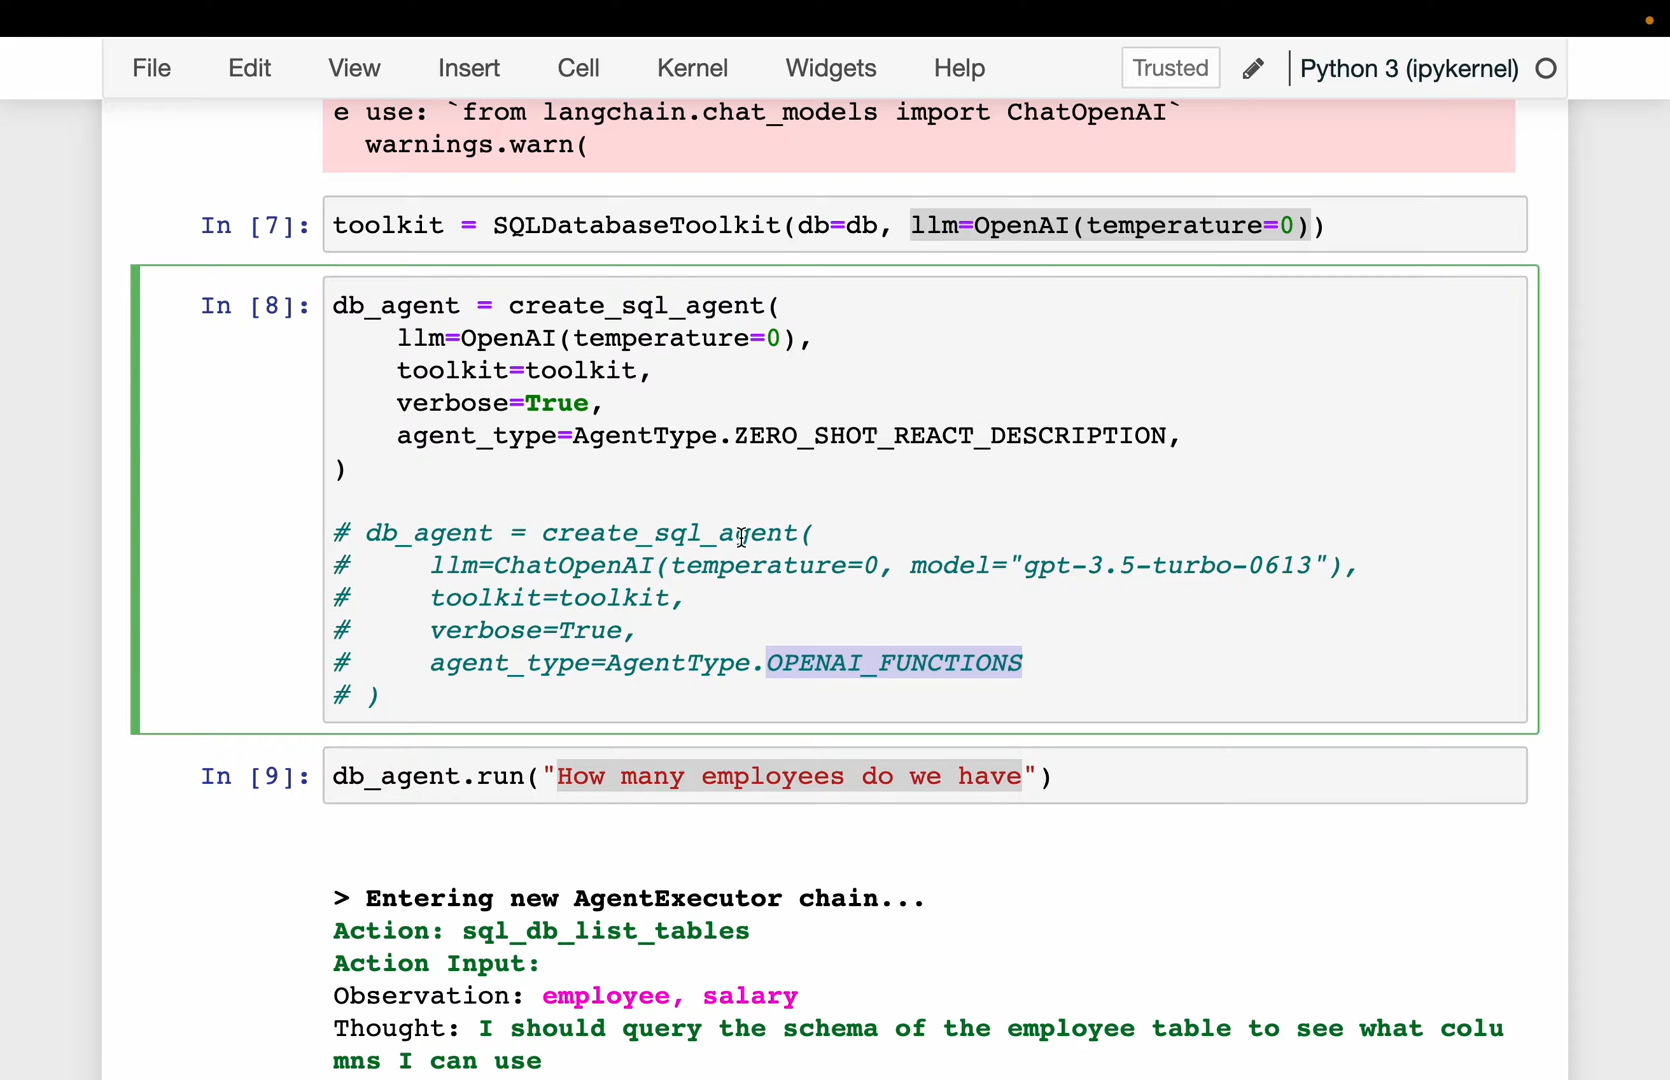 File Edit View Insert Cell Kernel Widgets Help Trusted Python 3 (ipykernel)
e use: `from langchain.chat_models import ChatOpenAI`
warnings.warn(
In [7]: toolkit = SQLDatabaseToolkit(db=db, llm=OpenAI(temperature=0))
In [8]: db_agent = create_sql_agent(
llm=OpenAI(temperature=0),
toolkit=toolkit,
verbose=True,
agent_type=AgentType.ZERO_SHOT_REACT_DESCRIPTION,
)
# db_agent = create_sql_agent(
# llm=ChatOpenAI(temperature=0, model="gpt-3.5-turbo-0613"),
# toolkit=toolkit,
# verbose=True,
# agent_type=AgentType.OPENAI_FUNCTIONS
# )
In [9]: db_agent.run("How many employees do we have")
> Entering new AgentExecutor chain...
Action: sql_db_list_tables
Action Input:
Observation: employee, salary
Thought: I should query the schema of the employee table to see what colu
mns I can use